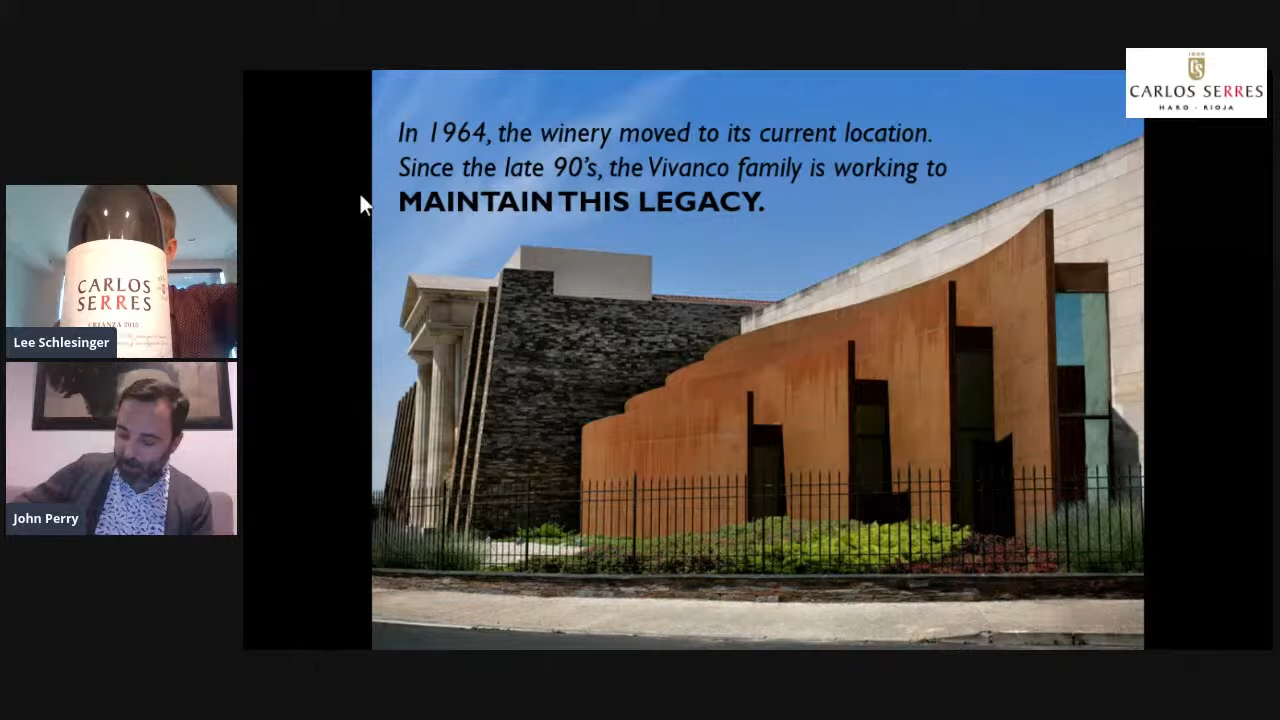 In 1964, the winery moved to its current location.
Since the late 90's, the Vivanco family is working to
MAINTAIN THIS LEGACY.
CARLOS SERRES
HARO - RIOJA
CARLOS
SERRES
CRIANZA 2015
Lee Schlesinger
John Perry